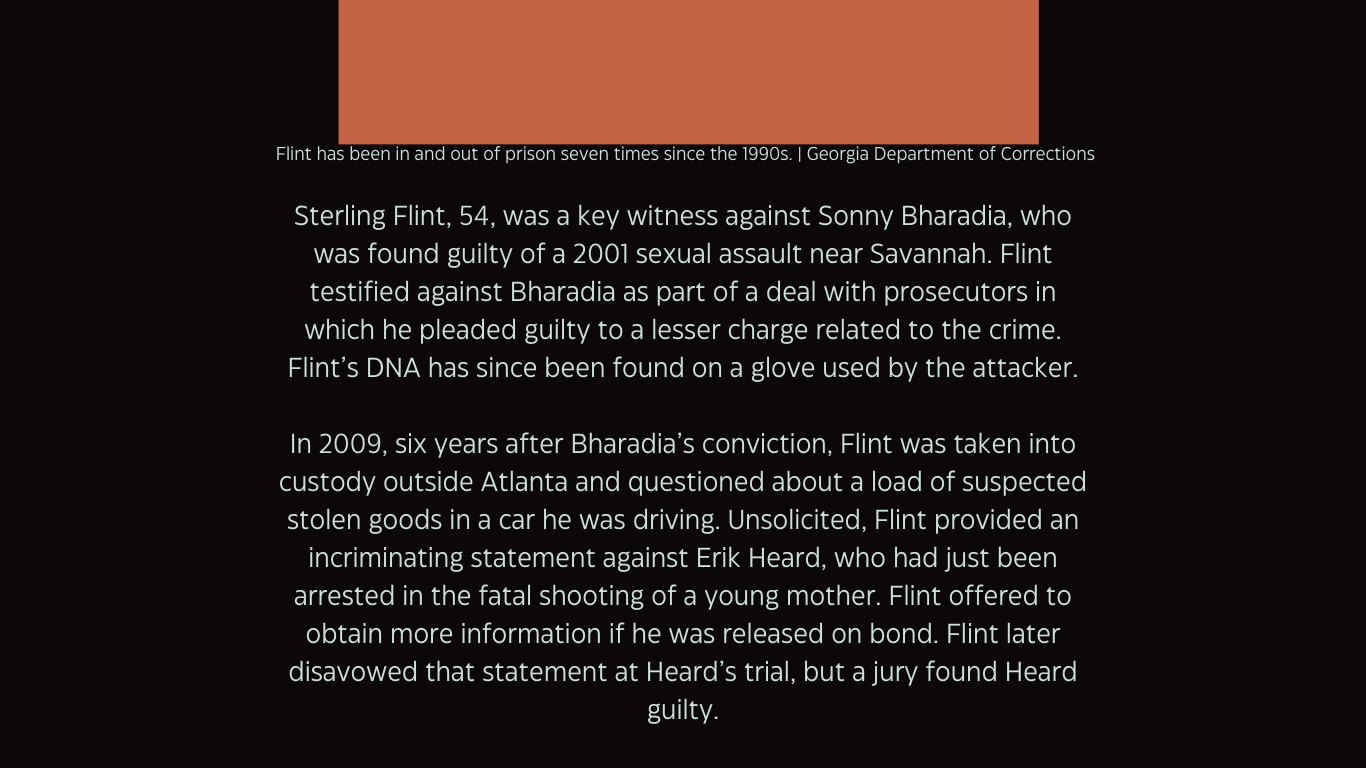 Flint has been in and out of prison seven times since the 1990s. | Georgia Department of Corrections
Sterling Flint, 54, was a key witness against Sonny Bharadia, who
was found guilty of a 2001 sexual assault near Savannah. Flint
testified against Bharadia as part of a deal with prosecutors in
which he pleaded guilty to a lesser charge related to the crime.
Flint’s DNA has since been found on a glove used by the attacker.
In 2009, six years after Bharadia’s conviction, Flint was taken into
custody outside Atlanta and questioned about a load of suspected
stolen goods in a car he was driving. Unsolicited, Flint provided an
incriminating statement against Erik Heard, who had just been
arrested in the fatal shooting of a young mother. Flint offered to
obtain more information if he was released on bond. Flint later
disavowed that statement at Heard’s trial, but a jury found Heard
guilty.